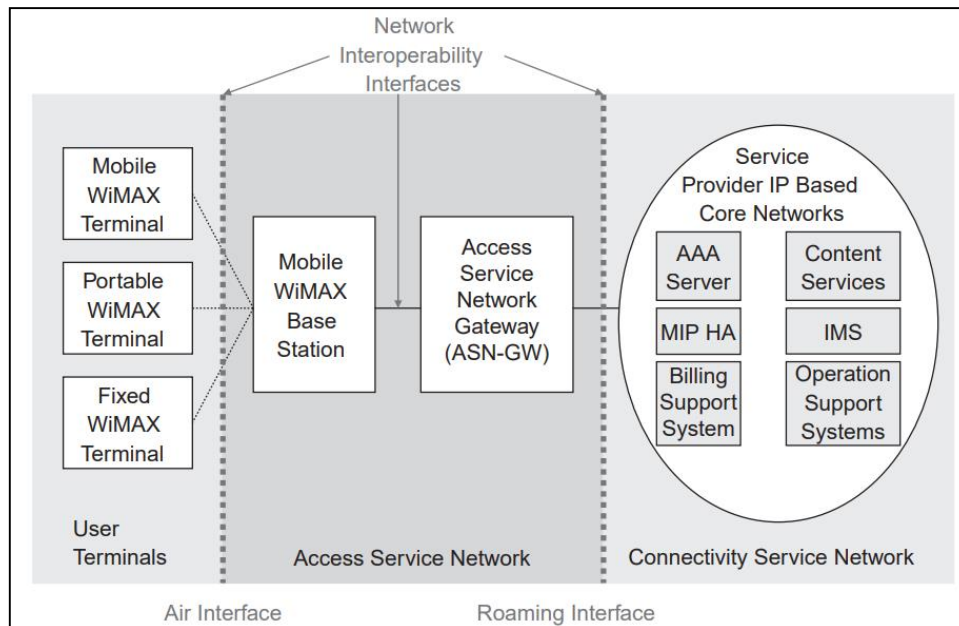 Network
Interoperability
Interfaces
Mobile
WiMAX
Terminal
Portable
WiMAX
Terminal
Fixed
WiMAX
Terminal
User
Terminals
Mobile
WiMAX
Base
Station
Access
Service
Network
Gateway
(ASN-GW)
Access Service Network
Service
Provider IP Based
Core Networks
AAA
Server
Content
Services
MIP HA
IMS
Billing
Support
System
Operation
Support
Systems
Connectivity Service Network
Air Interface
Roaming Interface